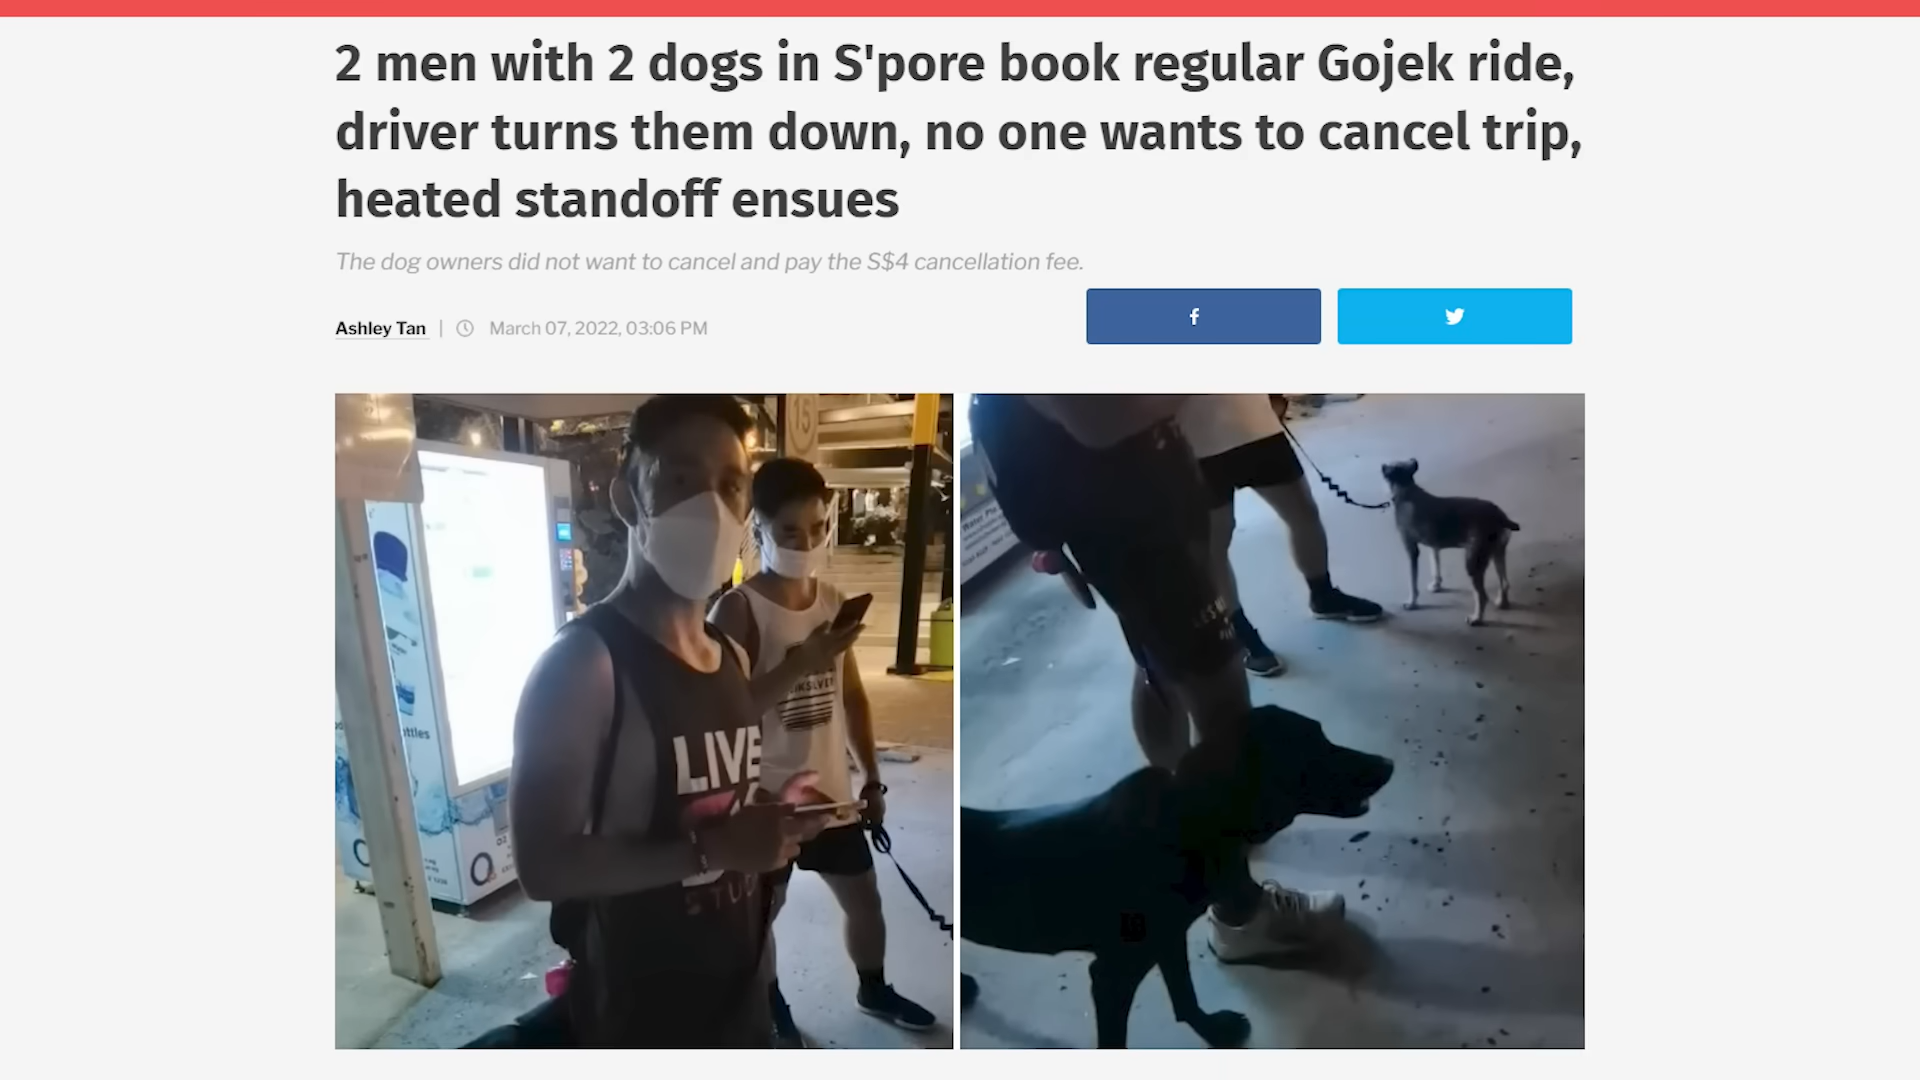 2 men with 2 dogs in S'pore book regular Gojek ride,
driver turns them down, no one wants to cancel trip,
heated standoff ensues
The dog owners did not want to cancel and pay the S$4 cancellation fee.
Ashley Tan | March 07, 2022, 03:06 PM
f
15
LIVE